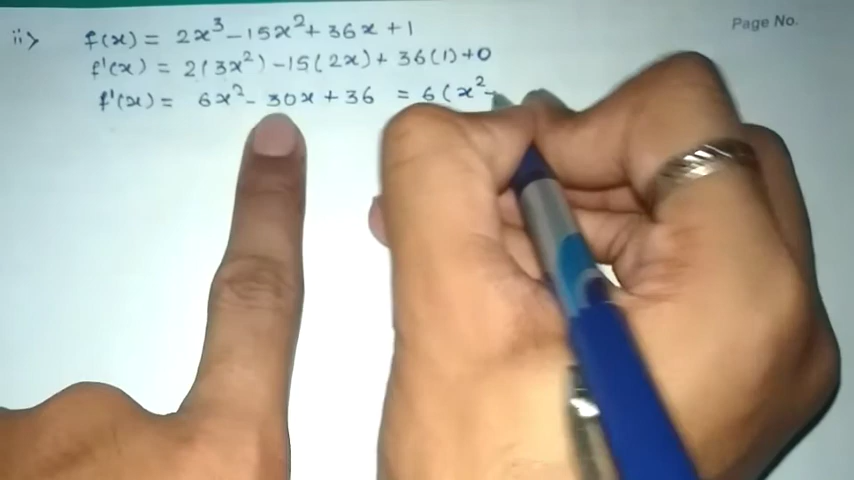 Page No.
ii> f(x) = 2x³ - 15x² + 36x + 1
f'(x) = 2(3x²) - 15(2x) + 36(1) + 0
f'(x) = 6x² - 30x + 36 = 6(x² -